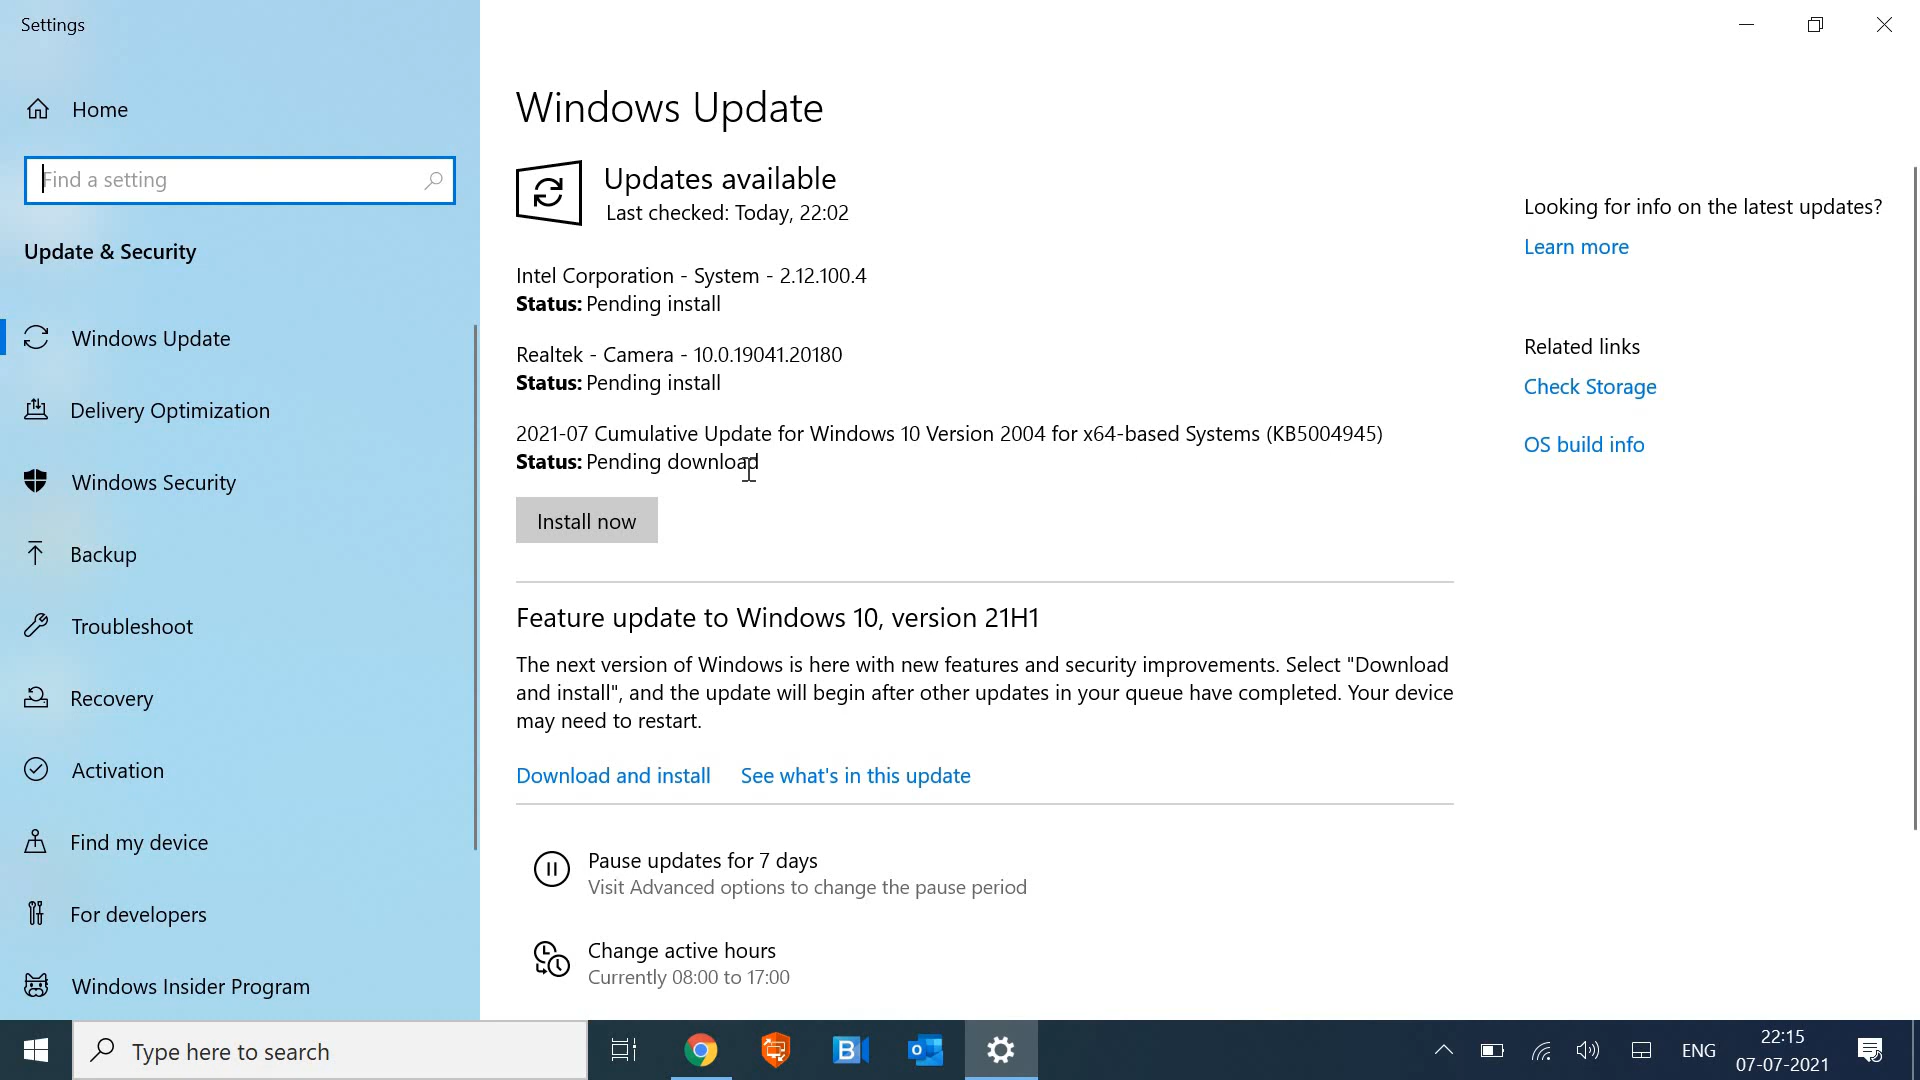 Settings
Home
Find a setting
Update & Security
Windows Update
Delivery Optimization
Windows Security
Backup
Troubleshoot
Recovery
Activation
Find my device
For developers
Windows Insider Program
Windows Update
Updates available
Last checked: Today, 22:02
Intel Corporation - System - 2.12.100.4
Status: Pending install
Realtek - Camera - 10.0.19041.20180
Status: Pending install
2021-07 Cumulative Update for Windows 10 Version 2004 for x64-based Systems (KB5004945)
Status: Pending download
Install now
Feature update to Windows 10, version 21H1
The next version of Windows is here with new features and security improvements. Select "Download
and install", and the update will begin after other updates in your queue have completed. Your device
may need to restart.
Download and install See what's in this update
Pause updates for 7 days
Visit Advanced options to change the pause period
Change active hours
Currently 08:00 to 17:00
Looking for info on the latest updates?
Learn more
Related links
Check Storage
OS build info
Type here to search
B
ENG
22:15
07-07-2021